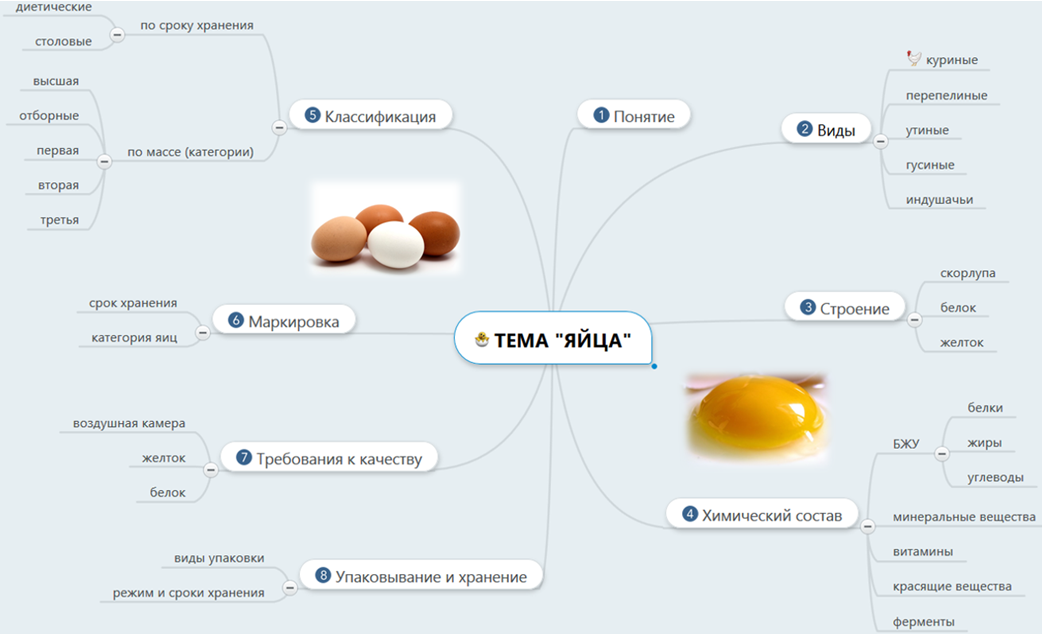 ТЕМА "ЯЙЦА"
1 Понятие
2 Виды
куриные
перепелиные
утиные
гусиные
индушачьи
3 Строение
скорлупа
белок
желток
4 Химический состав
БЖУ
белки
жиры
углеводы
минеральные вещества
витамины
красящие вещества
ферменты
5 Классификация
по сроку хранения
диетические
столовые
по массе (категории)
высшая
отборные
первая
вторая
третья
6 Маркировка
срок хранения
категория яиц
7 Требования к качеству
воздушная камера
желток
белок
8 Упаковывание и хранение
виды упаковки
режим и сроки хранения